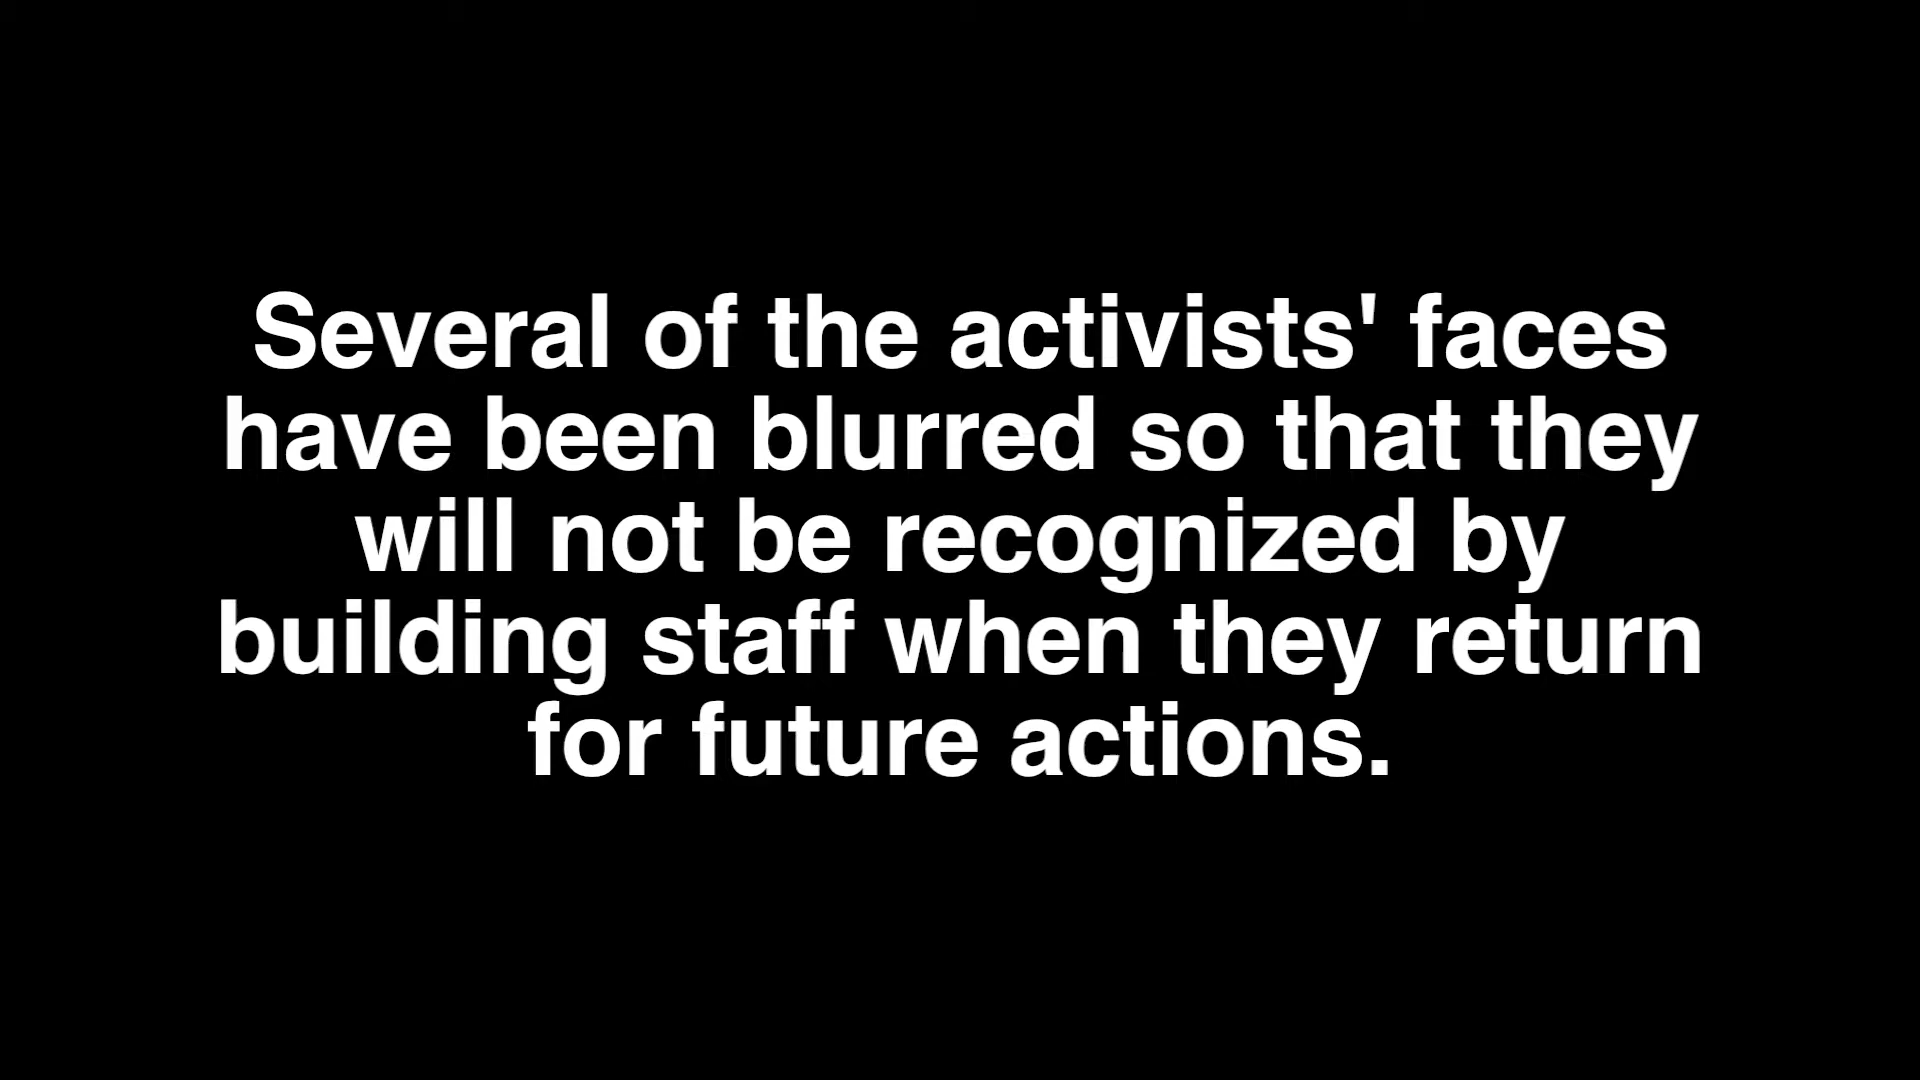 Several of the activists' faces
have been blurred so that they
will not be recognized by
building staff when they return
for future actions.